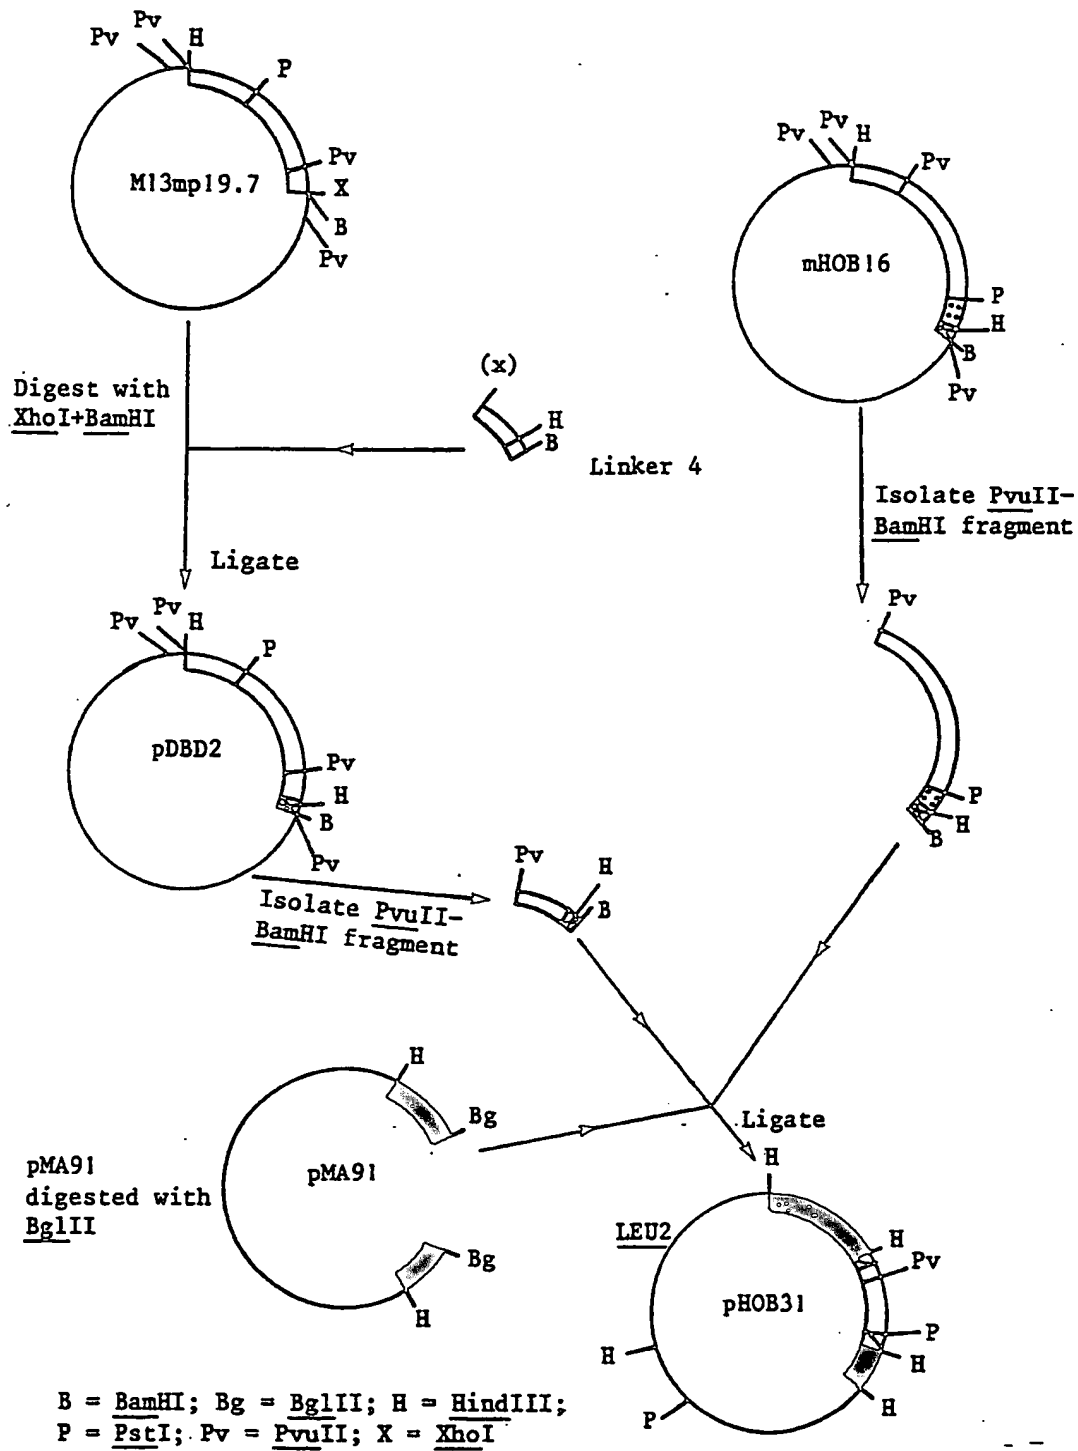 Pv
Pv
H
P
M13mp19.7
Pv
X
B
Pv
Pv
Pv
H
Pv
mHOB16
P
H
B
Pv
Digest with
XhoI+BamHI
(x)
H
B
Linker 4
Isolate PvuII-
BamHI fragment
Ligate
Pv
Pv
H
P
pDBD2
Pv
H
B
Pv
Pv
P
H
B
Isolate PvuII-
BamHI fragment
Pv
H
B
Ligate
H
Bg
pMA91
digested with
BglII
pMA91
Bg
H
H
LEU2
H
Pv
pHOB31
P
H
H
H
P
B = BamHI; Bg = BglII; H = HindIII;
P = PstI; Pv = PvuII; X = XhoI